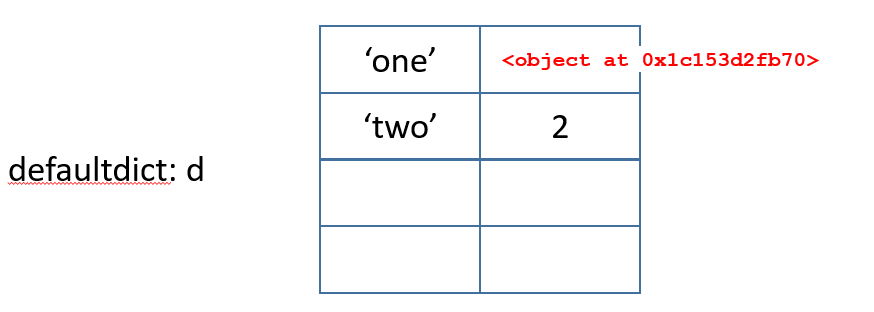 ‘one’ <object at 0x1c153d2fb70>
‘two’ 2
defaultdict: d